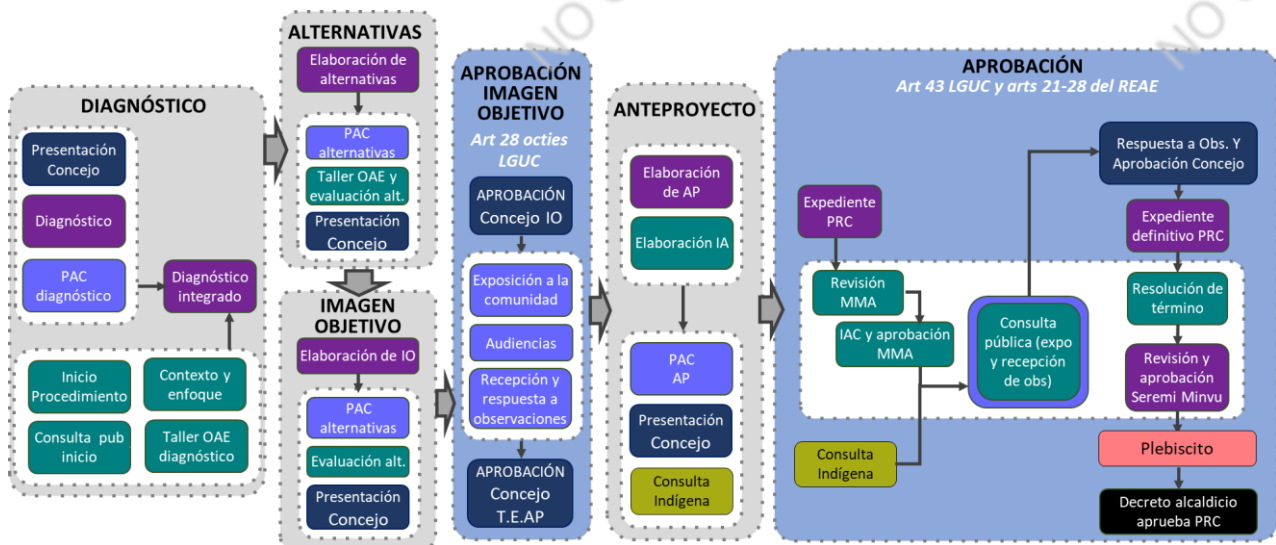 NO
NO
DIAGNÓSTICO
Presentación
Concejo
Diagnóstico
PAC
diagnóstico
Diagnóstico
integrado
Inicio
Procedimiento
Contexto y
enfoque
Consulta pub
inicio
Taller OAE
diagnóstico
ALTERNATIVAS
Elaboración de
alternativas
PAC
alternativas
Taller OAE y
evaluación alt.
Presentación
Concejo
IMAGEN
OBJETIVO
Elaboración de IO
PAC
alternativas
Evaluación alt.
Presentación
Concejo
APROBACIÓN
IMAGEN
OBJETIVO
Art 28 octies
LGUC
APROBACIÓN
Concejo IO
Exposición a la
comunidad
Audiencias
Recepción y
respuesta a
observaciones
APROBACIÓN
Concejo
T.E.AP
ANTEPROYECTO
Elaboración
de AP
Elaboración IA
PAC
AP
Presentación
Concejo
Consulta
Indígena
APROBACIÓN
Art 43 LGUC y arts 21-28 del REAE
Expediente
PRC
Revisión
MMA
IAC y aprobación
MMA
Consulta
Indígena
Consulta
pública (expo
y recepción
de obs)
Respuesta a Obs. Y
Aprobación Concejo
Expediente
definitivo PRC
Resolución de
término
Revisión y
aprobación
Seremi Minvu
Plebiscito
Decreto alcaldicio
aprueba PRC